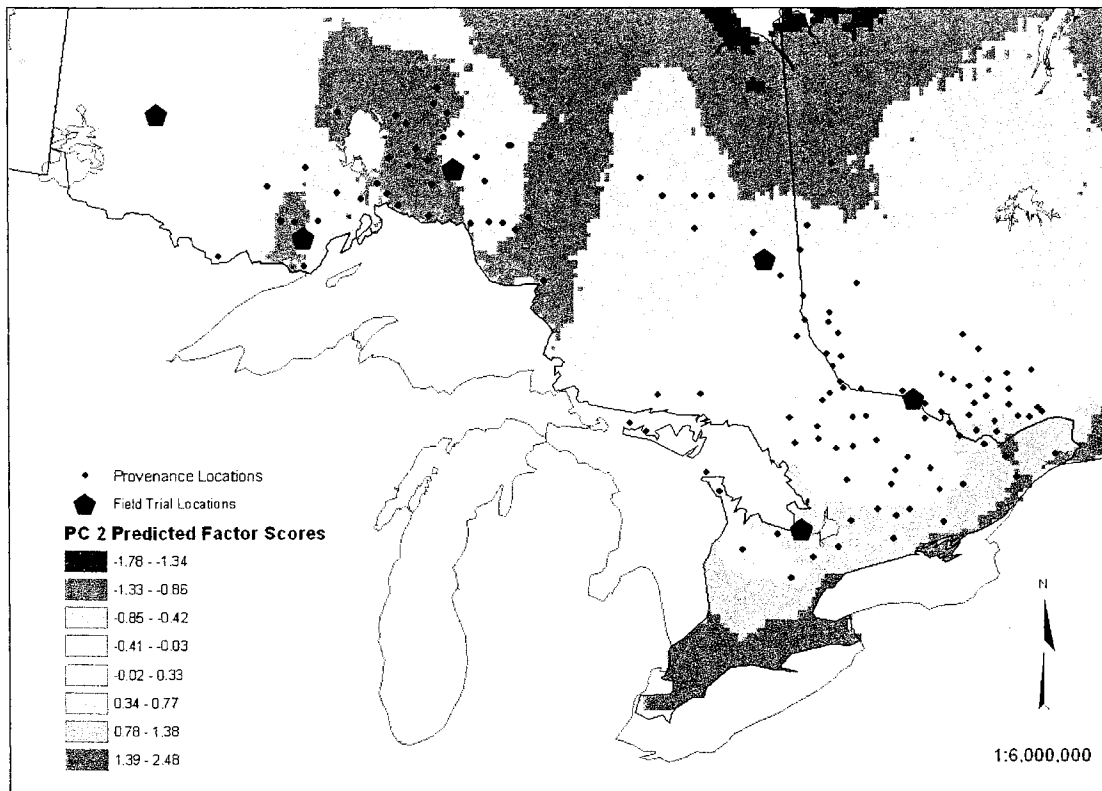 Provenance Locations
Field Trial Locations
PC 2 Predicted Factor Scores
-1.78 - -1.34
-1.33 - -0.86
-0.85 - -0.42
-0.41 - -0.03
-0.02 - 0.33
0.34 - 0.77
0.78 - 1.38
1.39 - 2.48
N
1:6,000,000